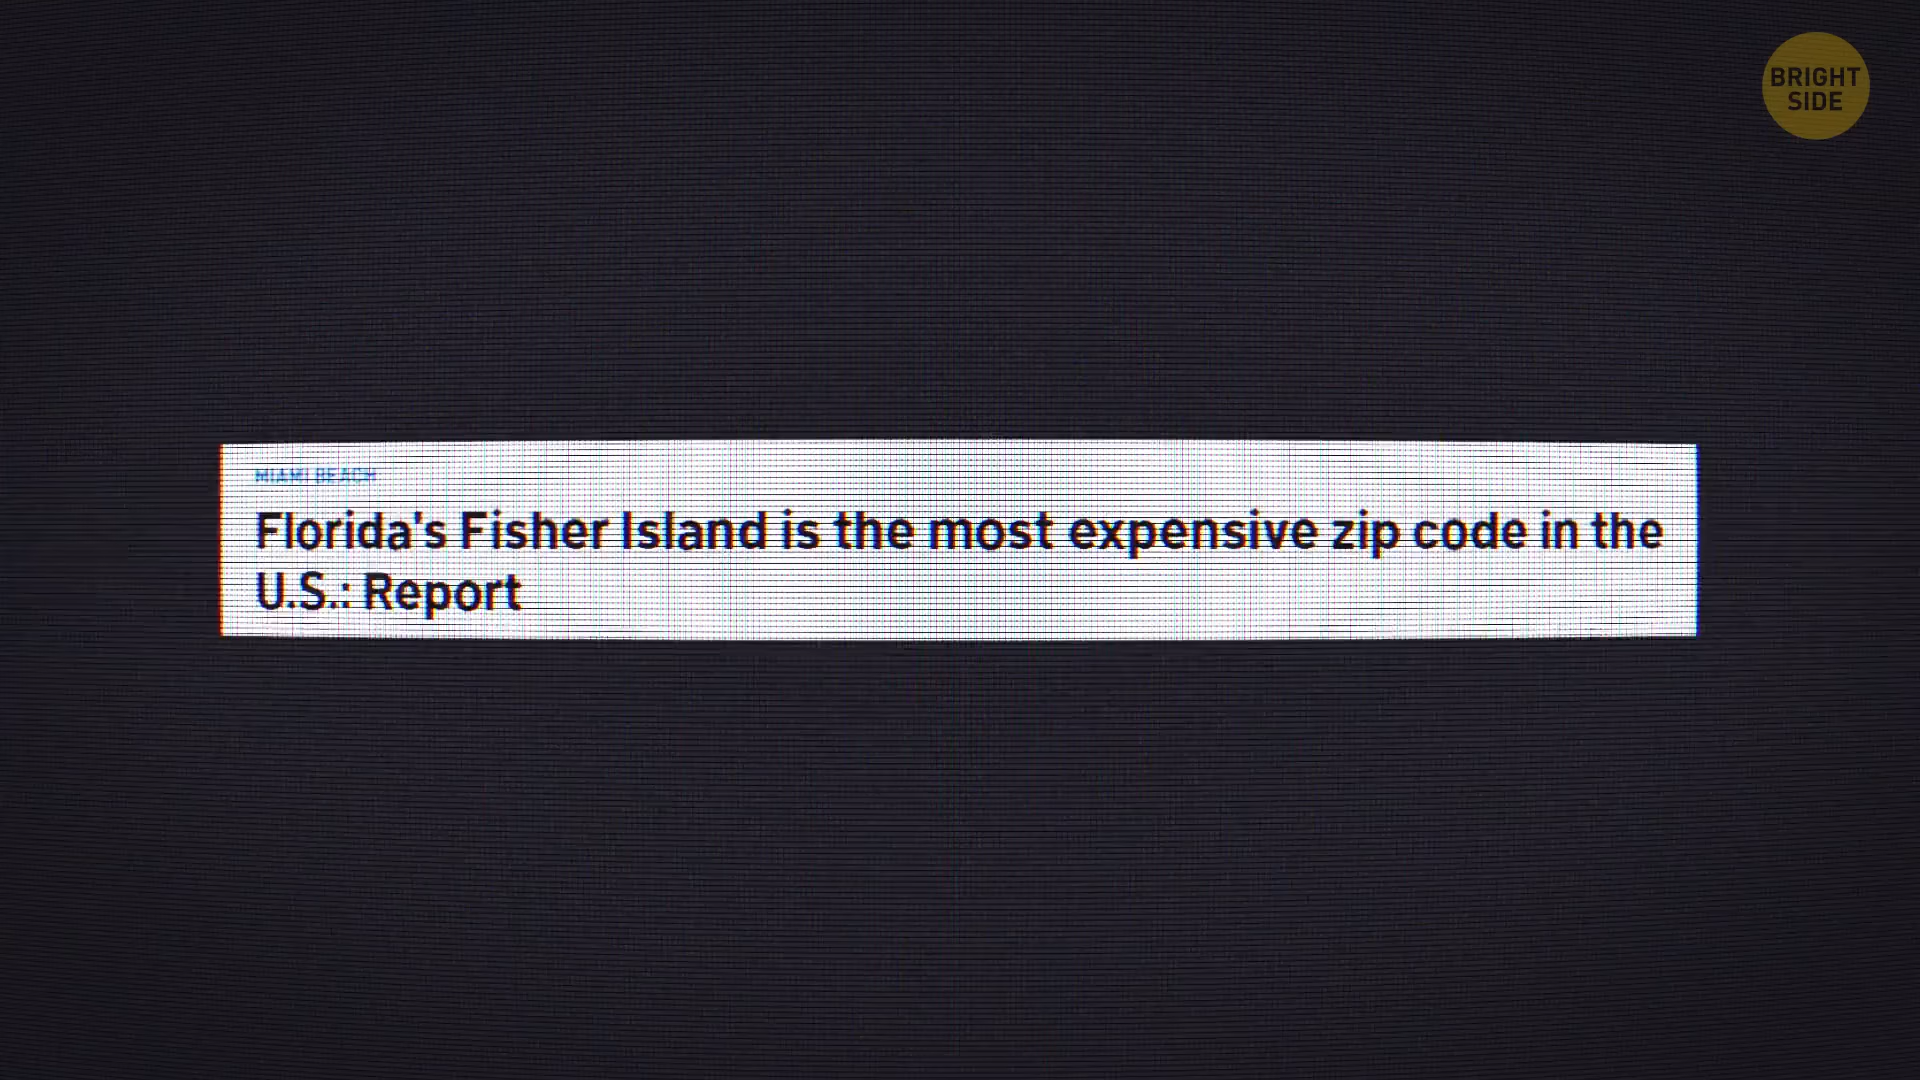 BRIGHT
SIDE
MIAMI BEACH
Florida's Fisher Island is the most expensive zip code in the
U.S.: Report